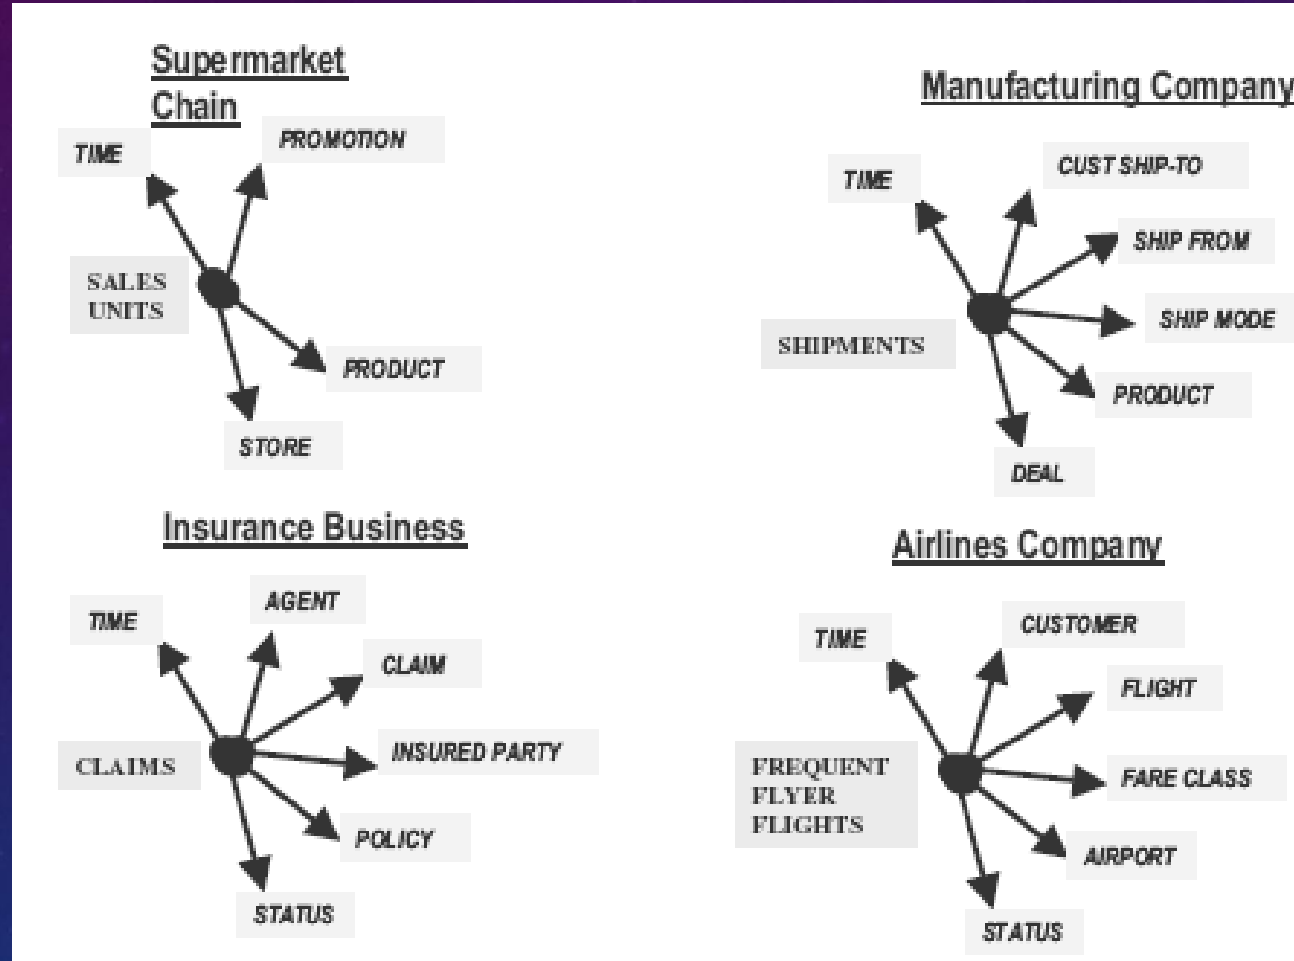 Supermarket
Chain
TIME
PROMOTION
SALES
UNITS
PRODUCT
STORE
Manufacturing Company
TIME
CUST SHIP-TO
SHIP FROM
SHIP MODE
SHIPMENTS
PRODUCT
DEAL
Insurance Business
TIME
AGENT
CLAIM
INSURED PARTY
CLAIMS
POLICY
STATUS
Airlines Company
TIME
CUSTOMER
FLIGHT
FARE CLASS
FREQUENT
FLYER
FLIGHTS
AIRPORT
STATUS